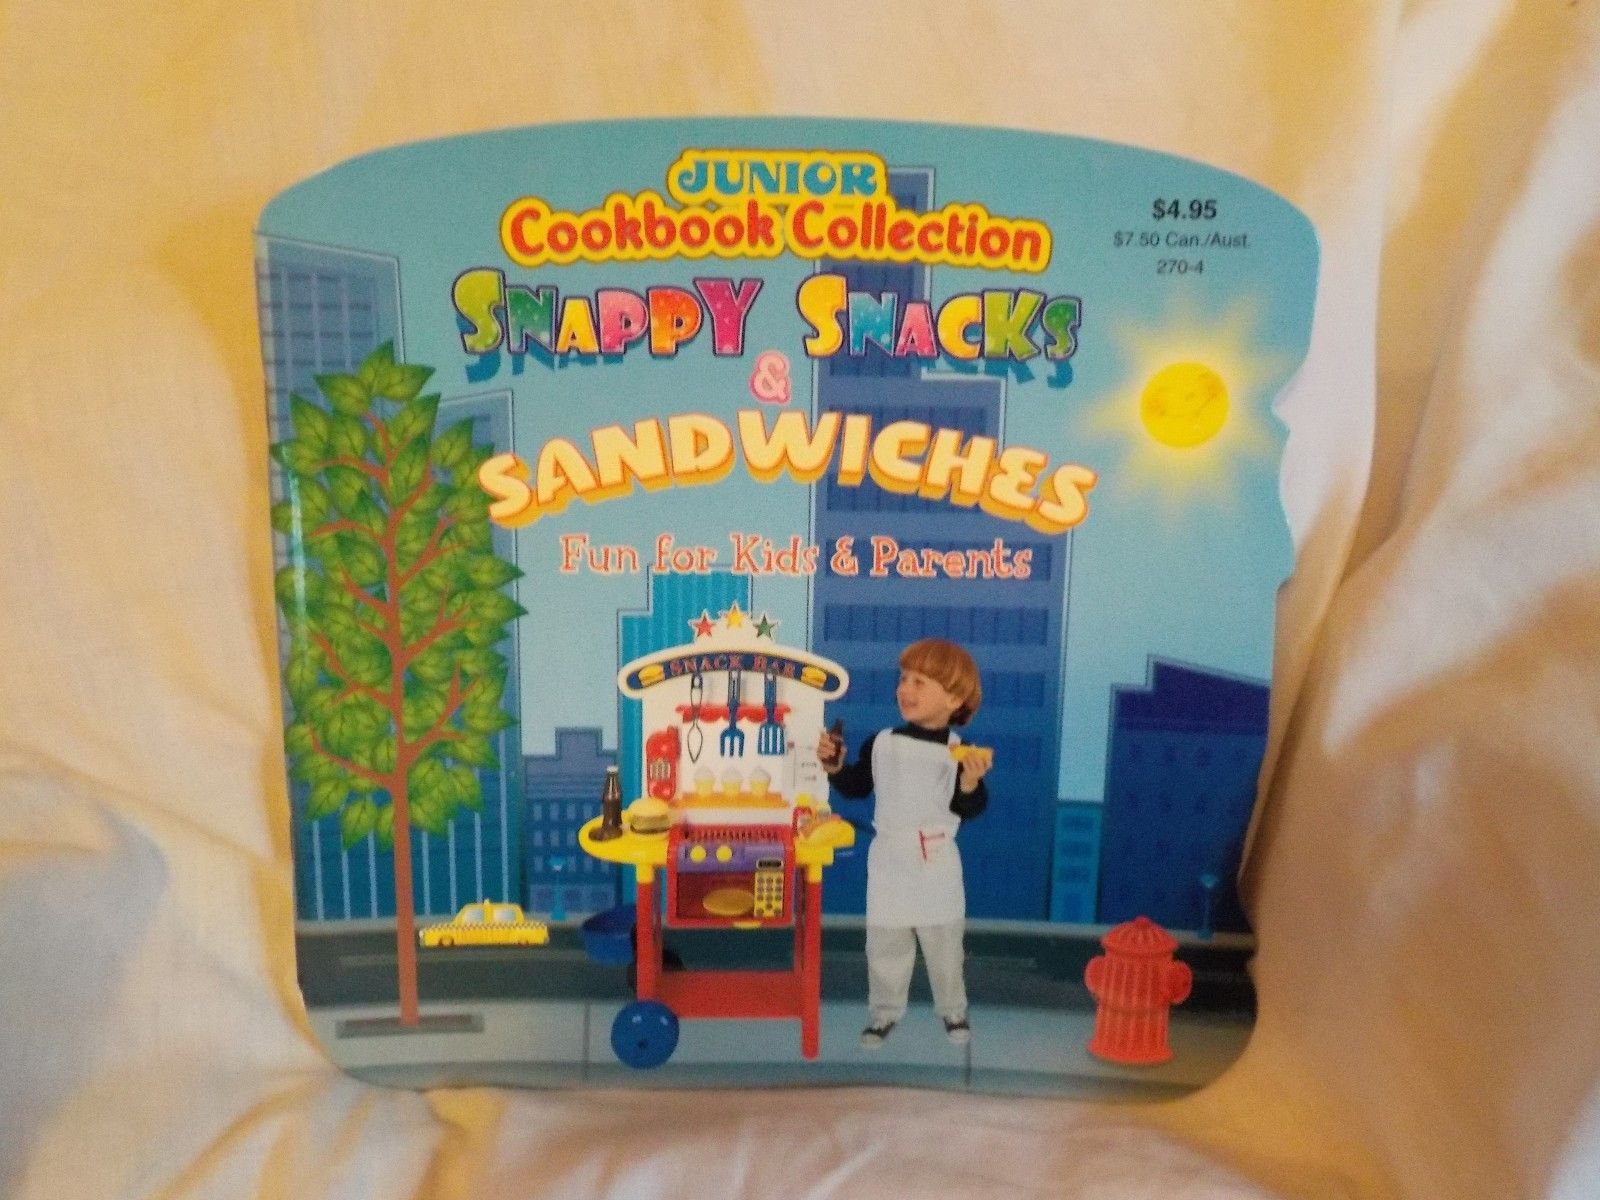 JUNIOR
Cookbook Collection
SNAPPY SNACKS
&
SANDWICHES
Fun for Kids & Parents
$4.95
$7.50 Can./Aust.
270-4
SNACK BAR